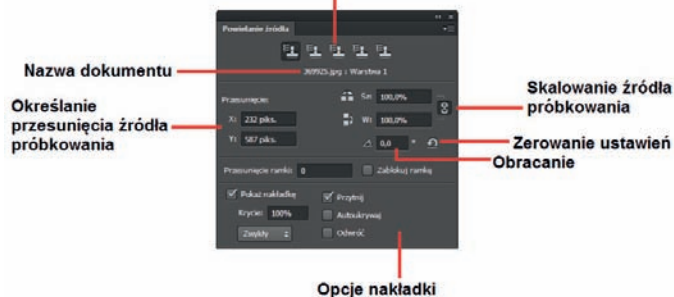 Powielanie źródła
Nazwa dokumentu
J69925.jpg : Warstwa 1
Określanie
przesunięcia źródła
próbkowania
Przesunięcie:
X: 232 piks.
Y: 587 piks.
Sz: 100,0%
W: 100,0%
0,0 °
Skalowanie źródła
próbkowania
Zerowanie ustawień
Obracanie
Przesunięcie ramki: 0
Zablokuj ramkę
Pokaż nakładkę
Przytnij
Krycie: 100%
Autoukrywaj
Zwykły
Odwróć
Opcje nakładki